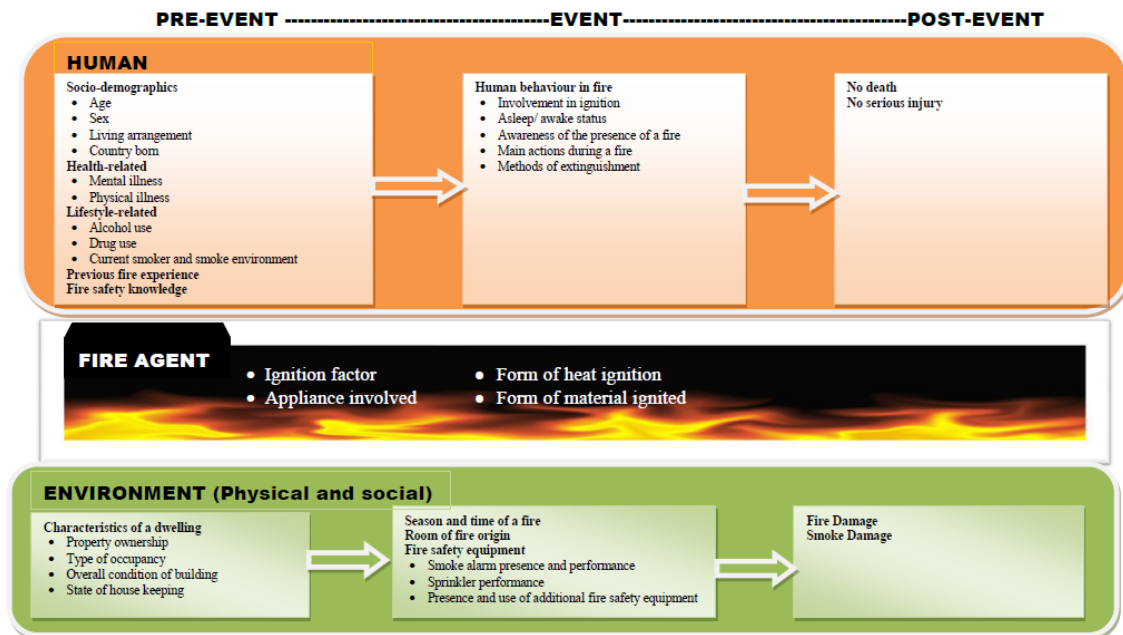 PRE-EVENT ---------------------------------------------EVENT------------------------------------------------POST-EVENT
HUMAN
Socio-demographics
• Age
• Sex
• Living arrangement
• Country born
Health-related
• Mental illness
• Physical illness
Lifestyle-related
• Alcohol use
• Drug use
• Current smoker and smoke environment
Previous fire experience
Fire safety knowledge
Human behaviour in fire
• Involvement in ignition
• Asleep/ awake status
• Awareness of the presence of a fire
• Main actions during a fire
• Methods of extinguishment
No death
No serious injury
FIRE AGENT
• Ignition factor
• Appliance involved
• Form of heat ignition
• Form of material ignited
ENVIRONMENT (Physical and social)
Characteristics of a dwelling
• Property ownership
• Type of occupancy
• Overall condition of building
• State of house keeping
Season and time of a fire
Room of fire origin
Fire safety equipment
• Smoke alarm presence and performance
• Sprinkler performance
• Presence and use of additional fire safety equipment
Fire Damage
Smoke Damage